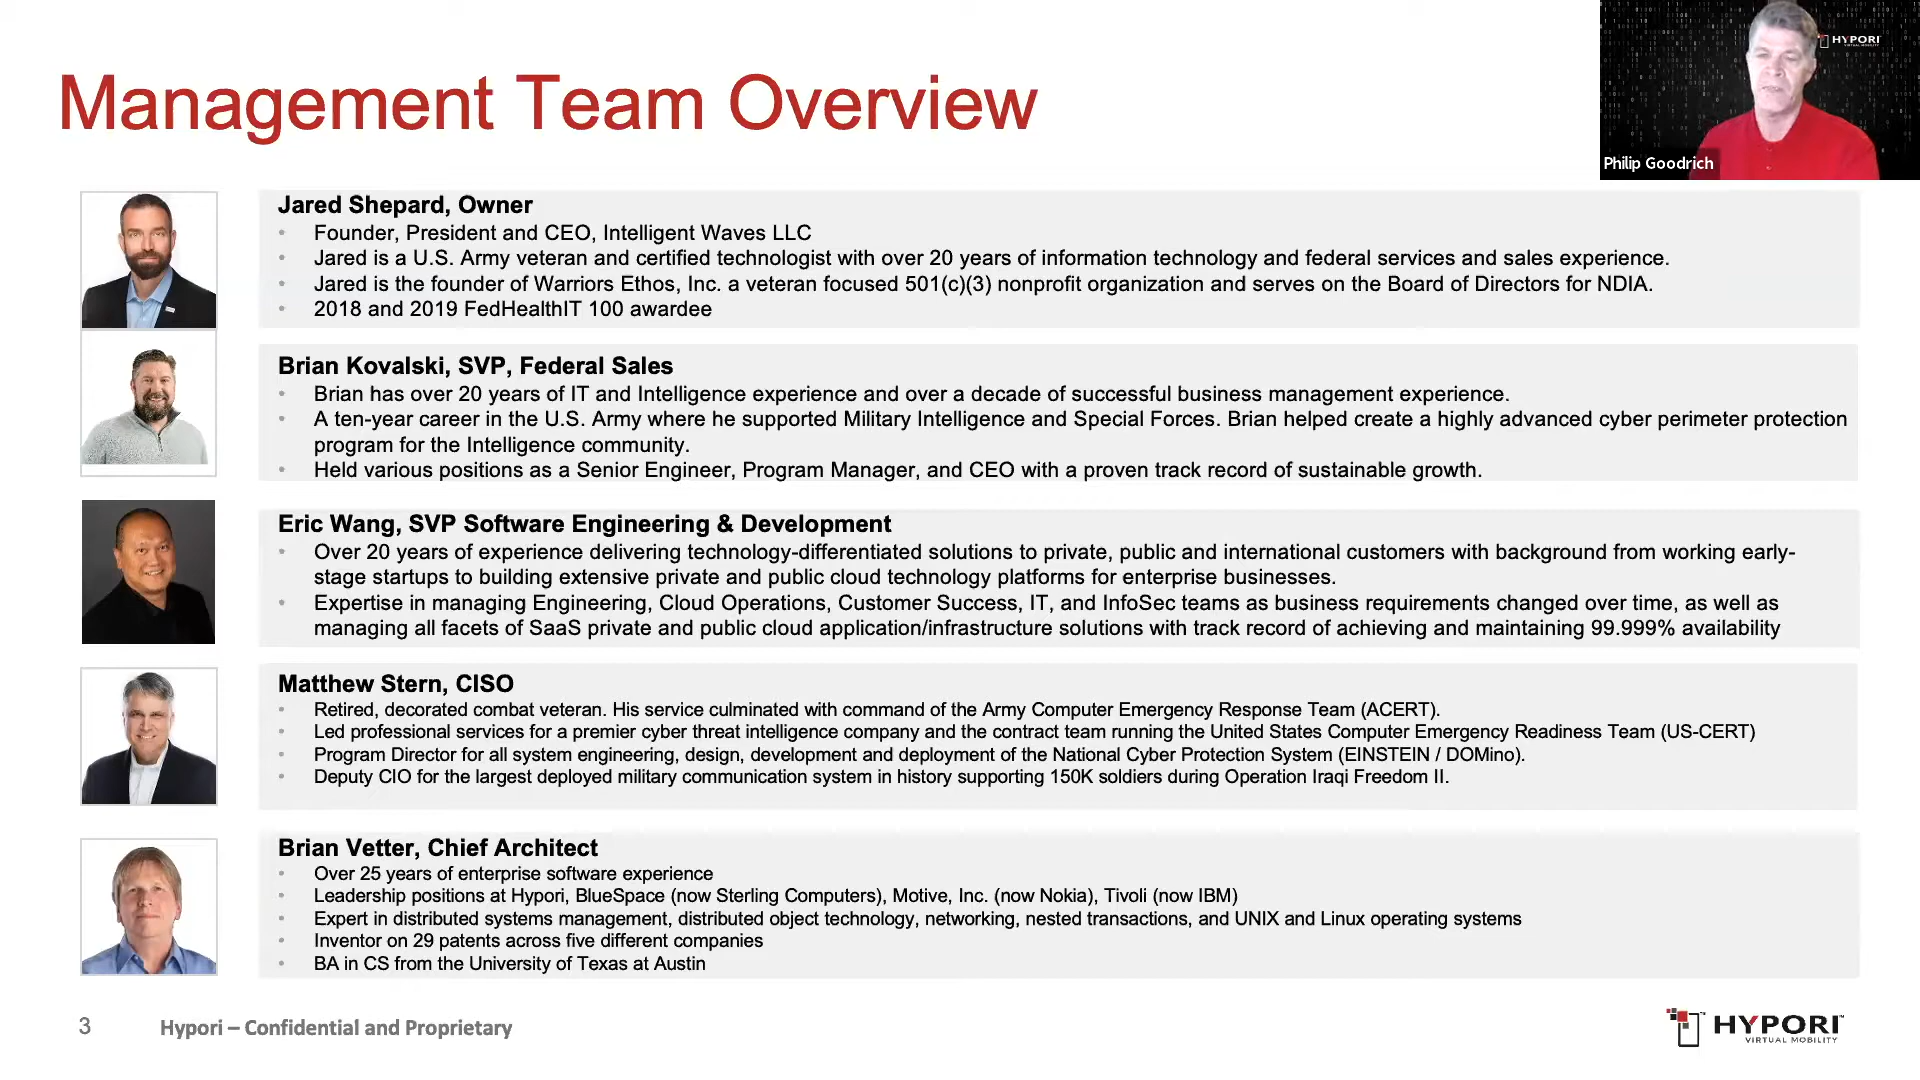 Management Team Overview
HYPORI
VIRTUAL MOBILITY
Philip Goodrich
Jared Shepard, Owner
• Founder, President and CEO, Intelligent Waves LLC
• Jared is a U.S. Army veteran and certified technologist with over 20 years of information technology and federal services and sales experience.
• Jared is the founder of Warriors Ethos, Inc. a veteran focused 501(c)(3) nonprofit organization and serves on the Board of Directors for NDIA.
• 2018 and 2019 FedHealthIT 100 awardee
Brian Kovalski, SVP, Federal Sales
• Brian has over 20 years of IT and Intelligence experience and over a decade of successful business management experience.
• A ten-year career in the U.S. Army where he supported Military Intelligence and Special Forces. Brian helped create a highly advanced cyber perimeter protection
program for the Intelligence community.
• Held various positions as a Senior Engineer, Program Manager, and CEO with a proven track record of sustainable growth.
Eric Wang, SVP Software Engineering & Development
• Over 20 years of experience delivering technology-differentiated solutions to private, public and international customers with background from working early-
stage startups to building extensive private and public cloud technology platforms for enterprise businesses.
• Expertise in managing Engineering, Cloud Operations, Customer Success, IT, and InfoSec teams as business requirements changed over time, as well as
managing all facets of SaaS private and public cloud application/infrastructure solutions with track record of achieving and maintaining 99.999% availability
Matthew Stern, CISO
• Retired, decorated combat veteran. His service culminated with command of the Army Computer Emergency Response Team (ACERT).
• Led professional services for a premier cyber threat intelligence company and the contract team running the United States Computer Emergency Readiness Team (US-CERT)
• Program Director for all system engineering, design, development and deployment of the National Cyber Protection System (EINSTEIN / DOMino).
• Deputy CIO for the largest deployed military communication system in history supporting 150K soldiers during Operation Iraqi Freedom II.
Brian Vetter, Chief Architect
• Over 25 years of enterprise software experience
• Leadership positions at Hypori, BlueSpace (now Sterling Computers), Motive, Inc. (now Nokia), Tivoli (now IBM)
• Expert in distributed systems management, distributed object technology, networking, nested transactions, and UNIX and Linux operating systems
• Inventor on 29 patents across five different companies
• BA in CS from the University of Texas at Austin
3 Hypori – Confidential and Proprietary
HYPORI™
VIRTUAL MOBILITY